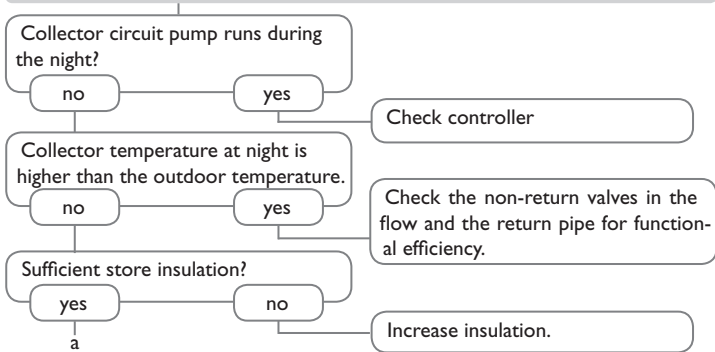 Collector circuit pump runs during
the night?
no
yes
Check controller
Collector temperature at night is
higher than the outdoor temperature.
no
yes
Check the non-return valves in the
flow and the return pipe for function-
al efficiency.
Sufficient store insulation?
yes
no
Increase insulation.
a